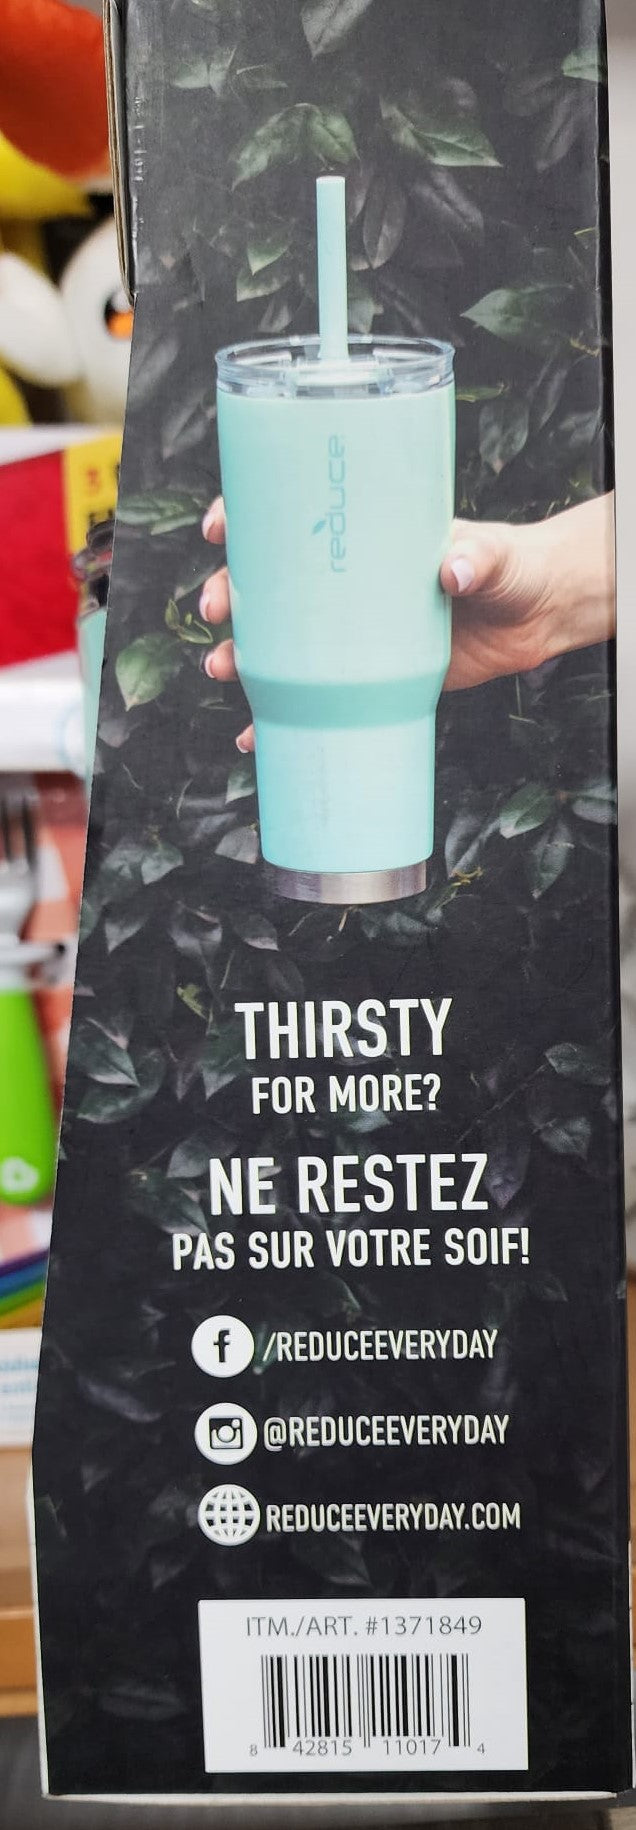 reduce
THIRSTY
FOR MORE?
NE RESTEZ
PAS SUR VOTRE SOIF!
f /REDUCEEVERYDAY
@REDUCEEVERYDAY
REDUCEEVERYDAY.COM
ITM./ART. #1371849
8 42815 11017 4